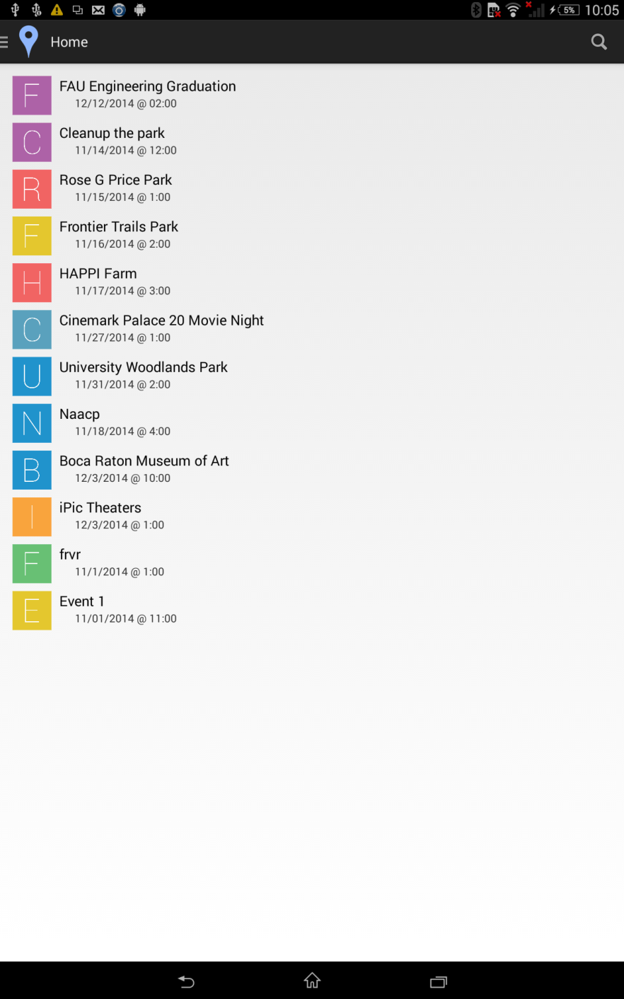 5%
10:05
Home
F
FAU Engineering Graduation
12/12/2014 @ 02:00
C
Cleanup the park
11/14/2014 @ 12:00
R
Rose G Price Park
11/15/2014 @ 1:00
F
Frontier Trails Park
11/16/2014 @ 2:00
H
HAPPI Farm
11/17/2014 @ 3:00
C
Cinemark Palace 20 Movie Night
11/27/2014 @ 1:00
U
University Woodlands Park
11/31/2014 @ 2:00
N
Naacp
11/18/2014 @ 4:00
B
Boca Raton Museum of Art
12/3/2014 @ 10:00
I
iPic Theaters
12/3/2014 @ 1:00
F
frvr
11/1/2014 @ 1:00
E
Event 1
11/01/2014 @ 11:00